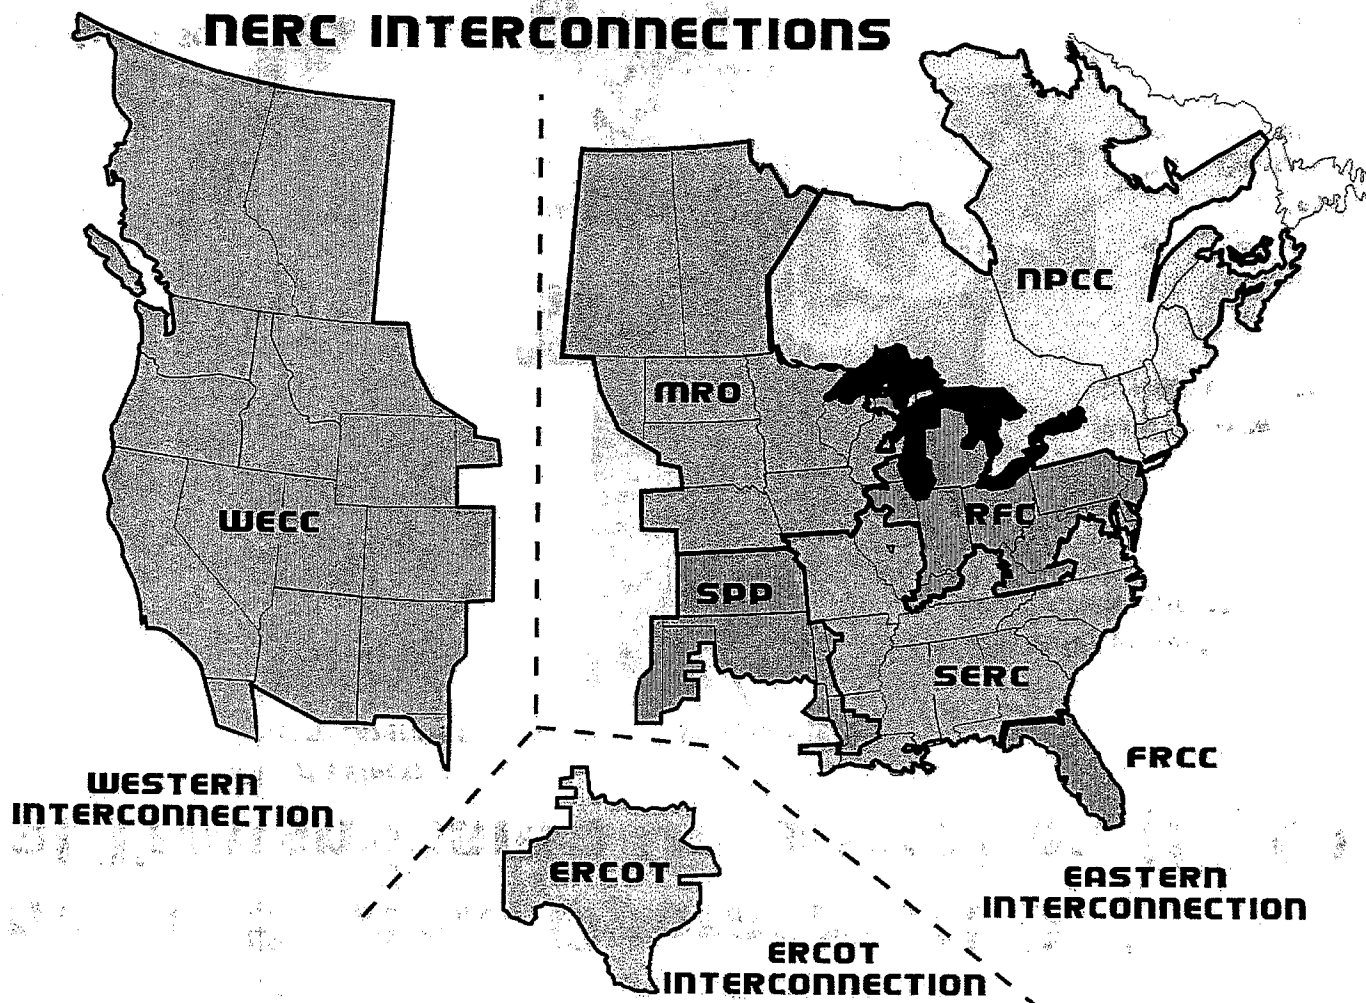 NERC INTERCONNECTIONS
NPCC
MRO
WECC
RFC
SPP
SERC
FRCC
WESTERN
INTERCONNECTION
ERCOT
EASTERN
INTERCONNECTION
ERCOT
INTERCONNECTION